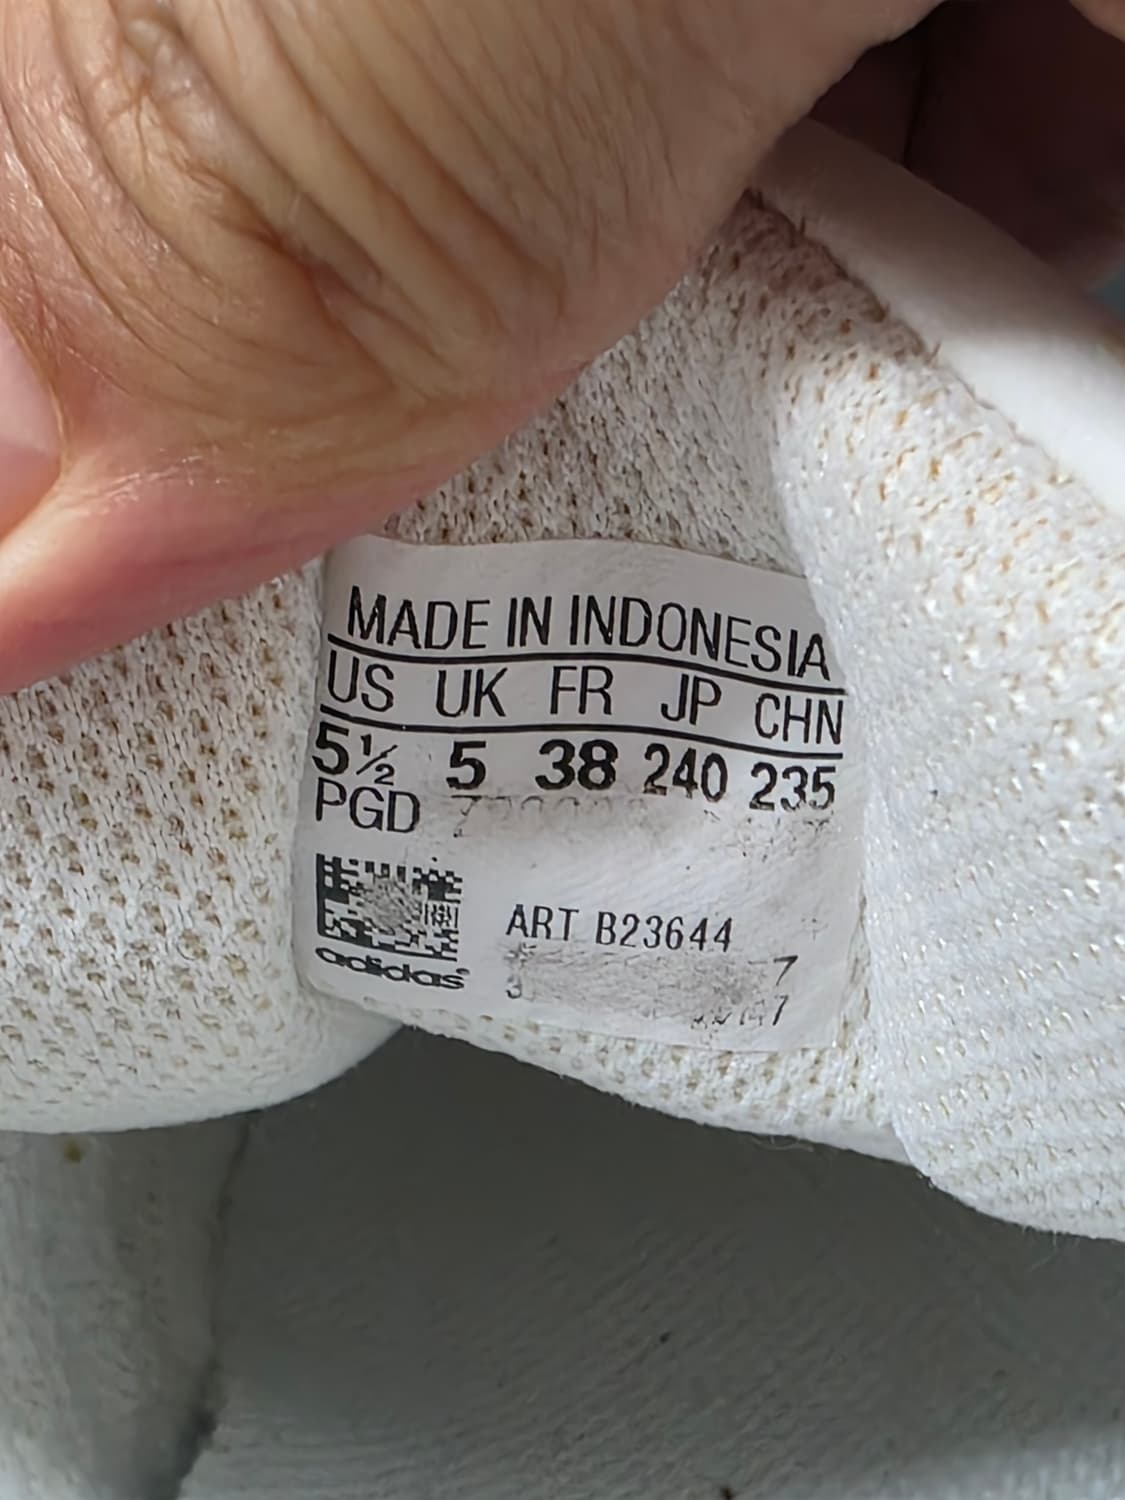 MADE IN INDONESIA
US UK FR JP CHN
5½ 5 38 240 235
PGD
ART B23644
adidas